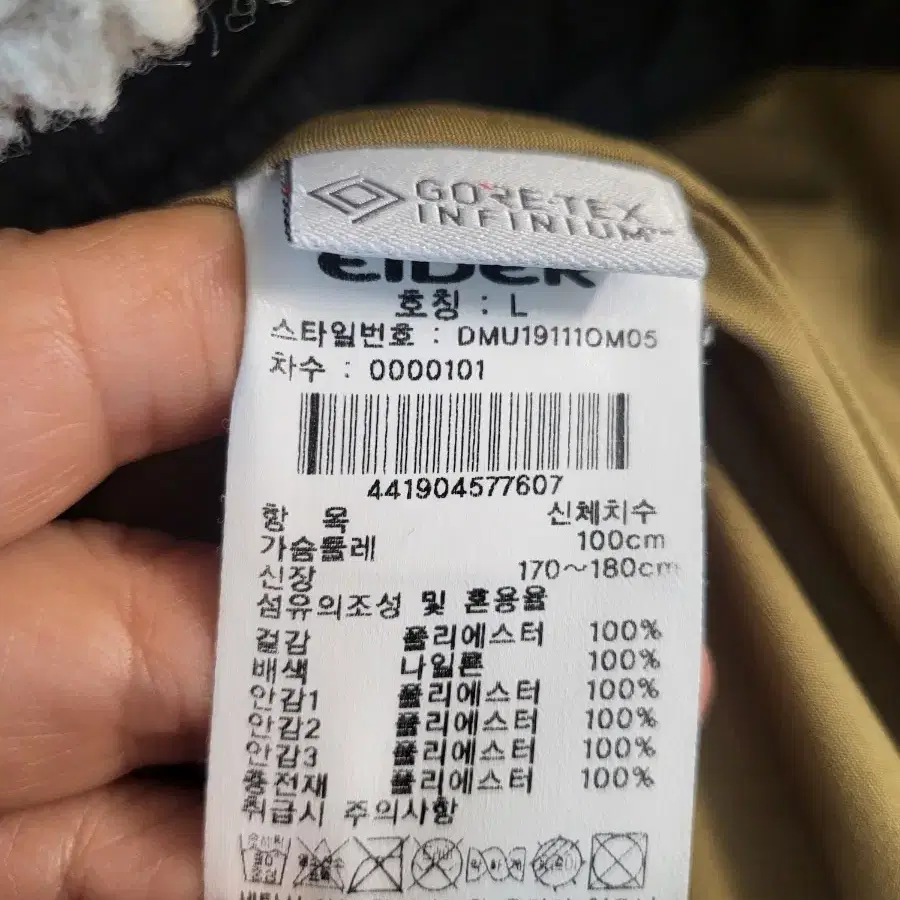 GORE-TEX
INFINIUM™
EIDER
호칭 : L
스타일번호 : DMU19111OM05
차수 : 0000101
441904577607
항 목 신체치수
가슴둘레 100cm
신장 170~180cm
섬유의조성 및 혼용율
겉감 폴리에스터 100%
배색 나일론 100%
안감1 폴리에스터 100%
안감2 폴리에스터 100%
안감3 폴리에스터 100%
충전재 폴리에스터 100%
취급시 주의사항